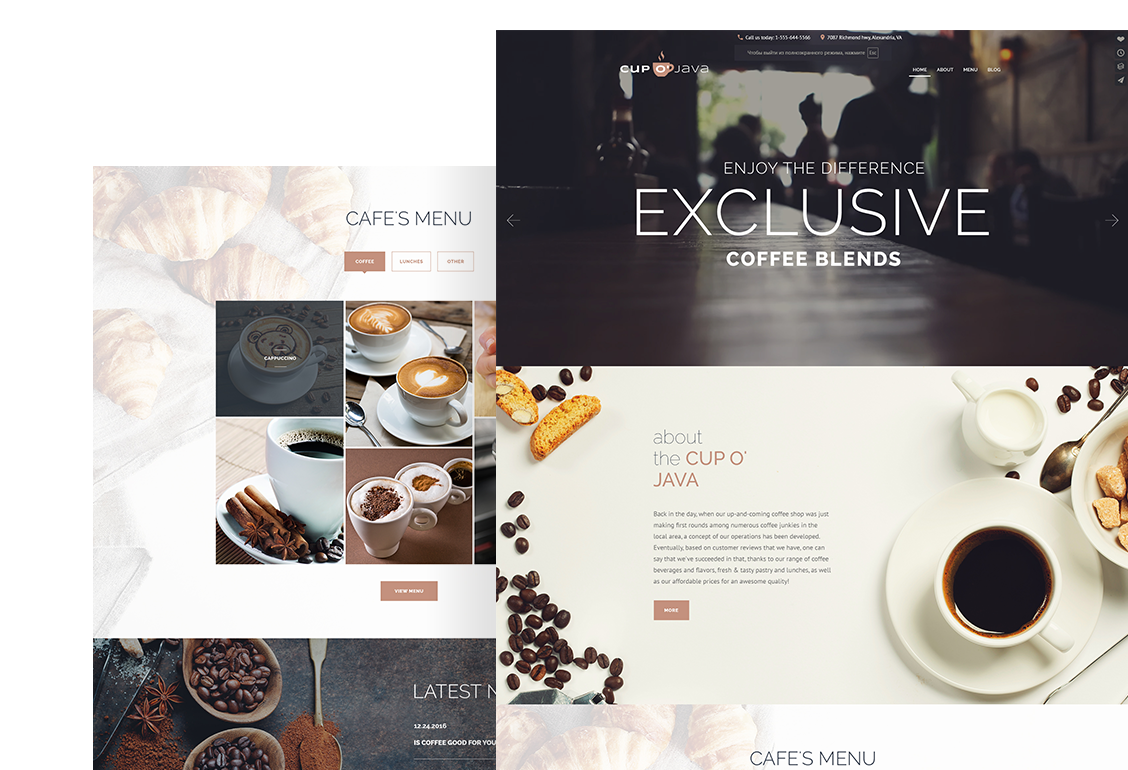 Call us today: 1-555-644-5566 7087 Richmond hwy, Alexandria, VA
Чтобы выйти из полноэкранного режима, нажмите Esc
CUP O' Java
HOME ABOUT MENU BLOG
ENJOY THE DIFFERENCE
EXCLUSIVE
COFFEE BLENDS
about
the CUP O'
JAVA
Back in the day, when our up-and-coming coffee shop was just
making first rounds among numerous coffee junkies in the
local area, a concept of our operations has been developed.
Eventually, based on customer reviews that we have, one can
say that we've succeeded in that, thanks to our range of coffee
beverages and flavors, fresh & tasty pastry and lunches, as well
as our affordable prices for an awesome quality!
MORE
CAFE'S MENU
CAFE'S MENU
COFFEE LUNCHES OTHER
CAPPUCCINO
VIEW MENU
LATEST N
12.24.2016
IS COFFEE GOOD FOR YOU